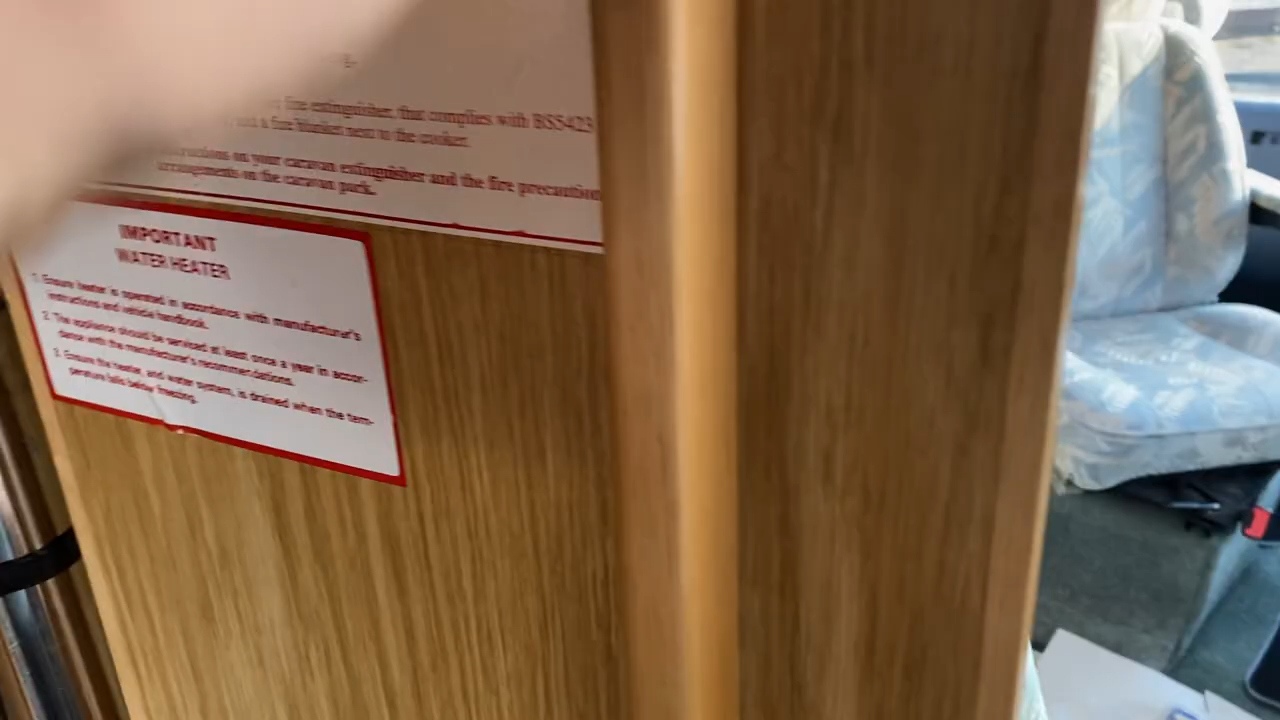 fire extinguisher, that complies with BS5423
a fire blanket next to the cooker.
on your caravan extinguisher and the fire precaution
arrangements on the caravan park.
IMPORTANT
WATER HEATER
1. Ensure heater is operated in accordance with manufacturer's
instructions and vehicle handbook.
2. The appliance should be serviced at least once a year in accor-
dance with the manufacturer's recommendations.
3. Ensure the heater, and water system, is drained when the tem-
perature falls below freezing.